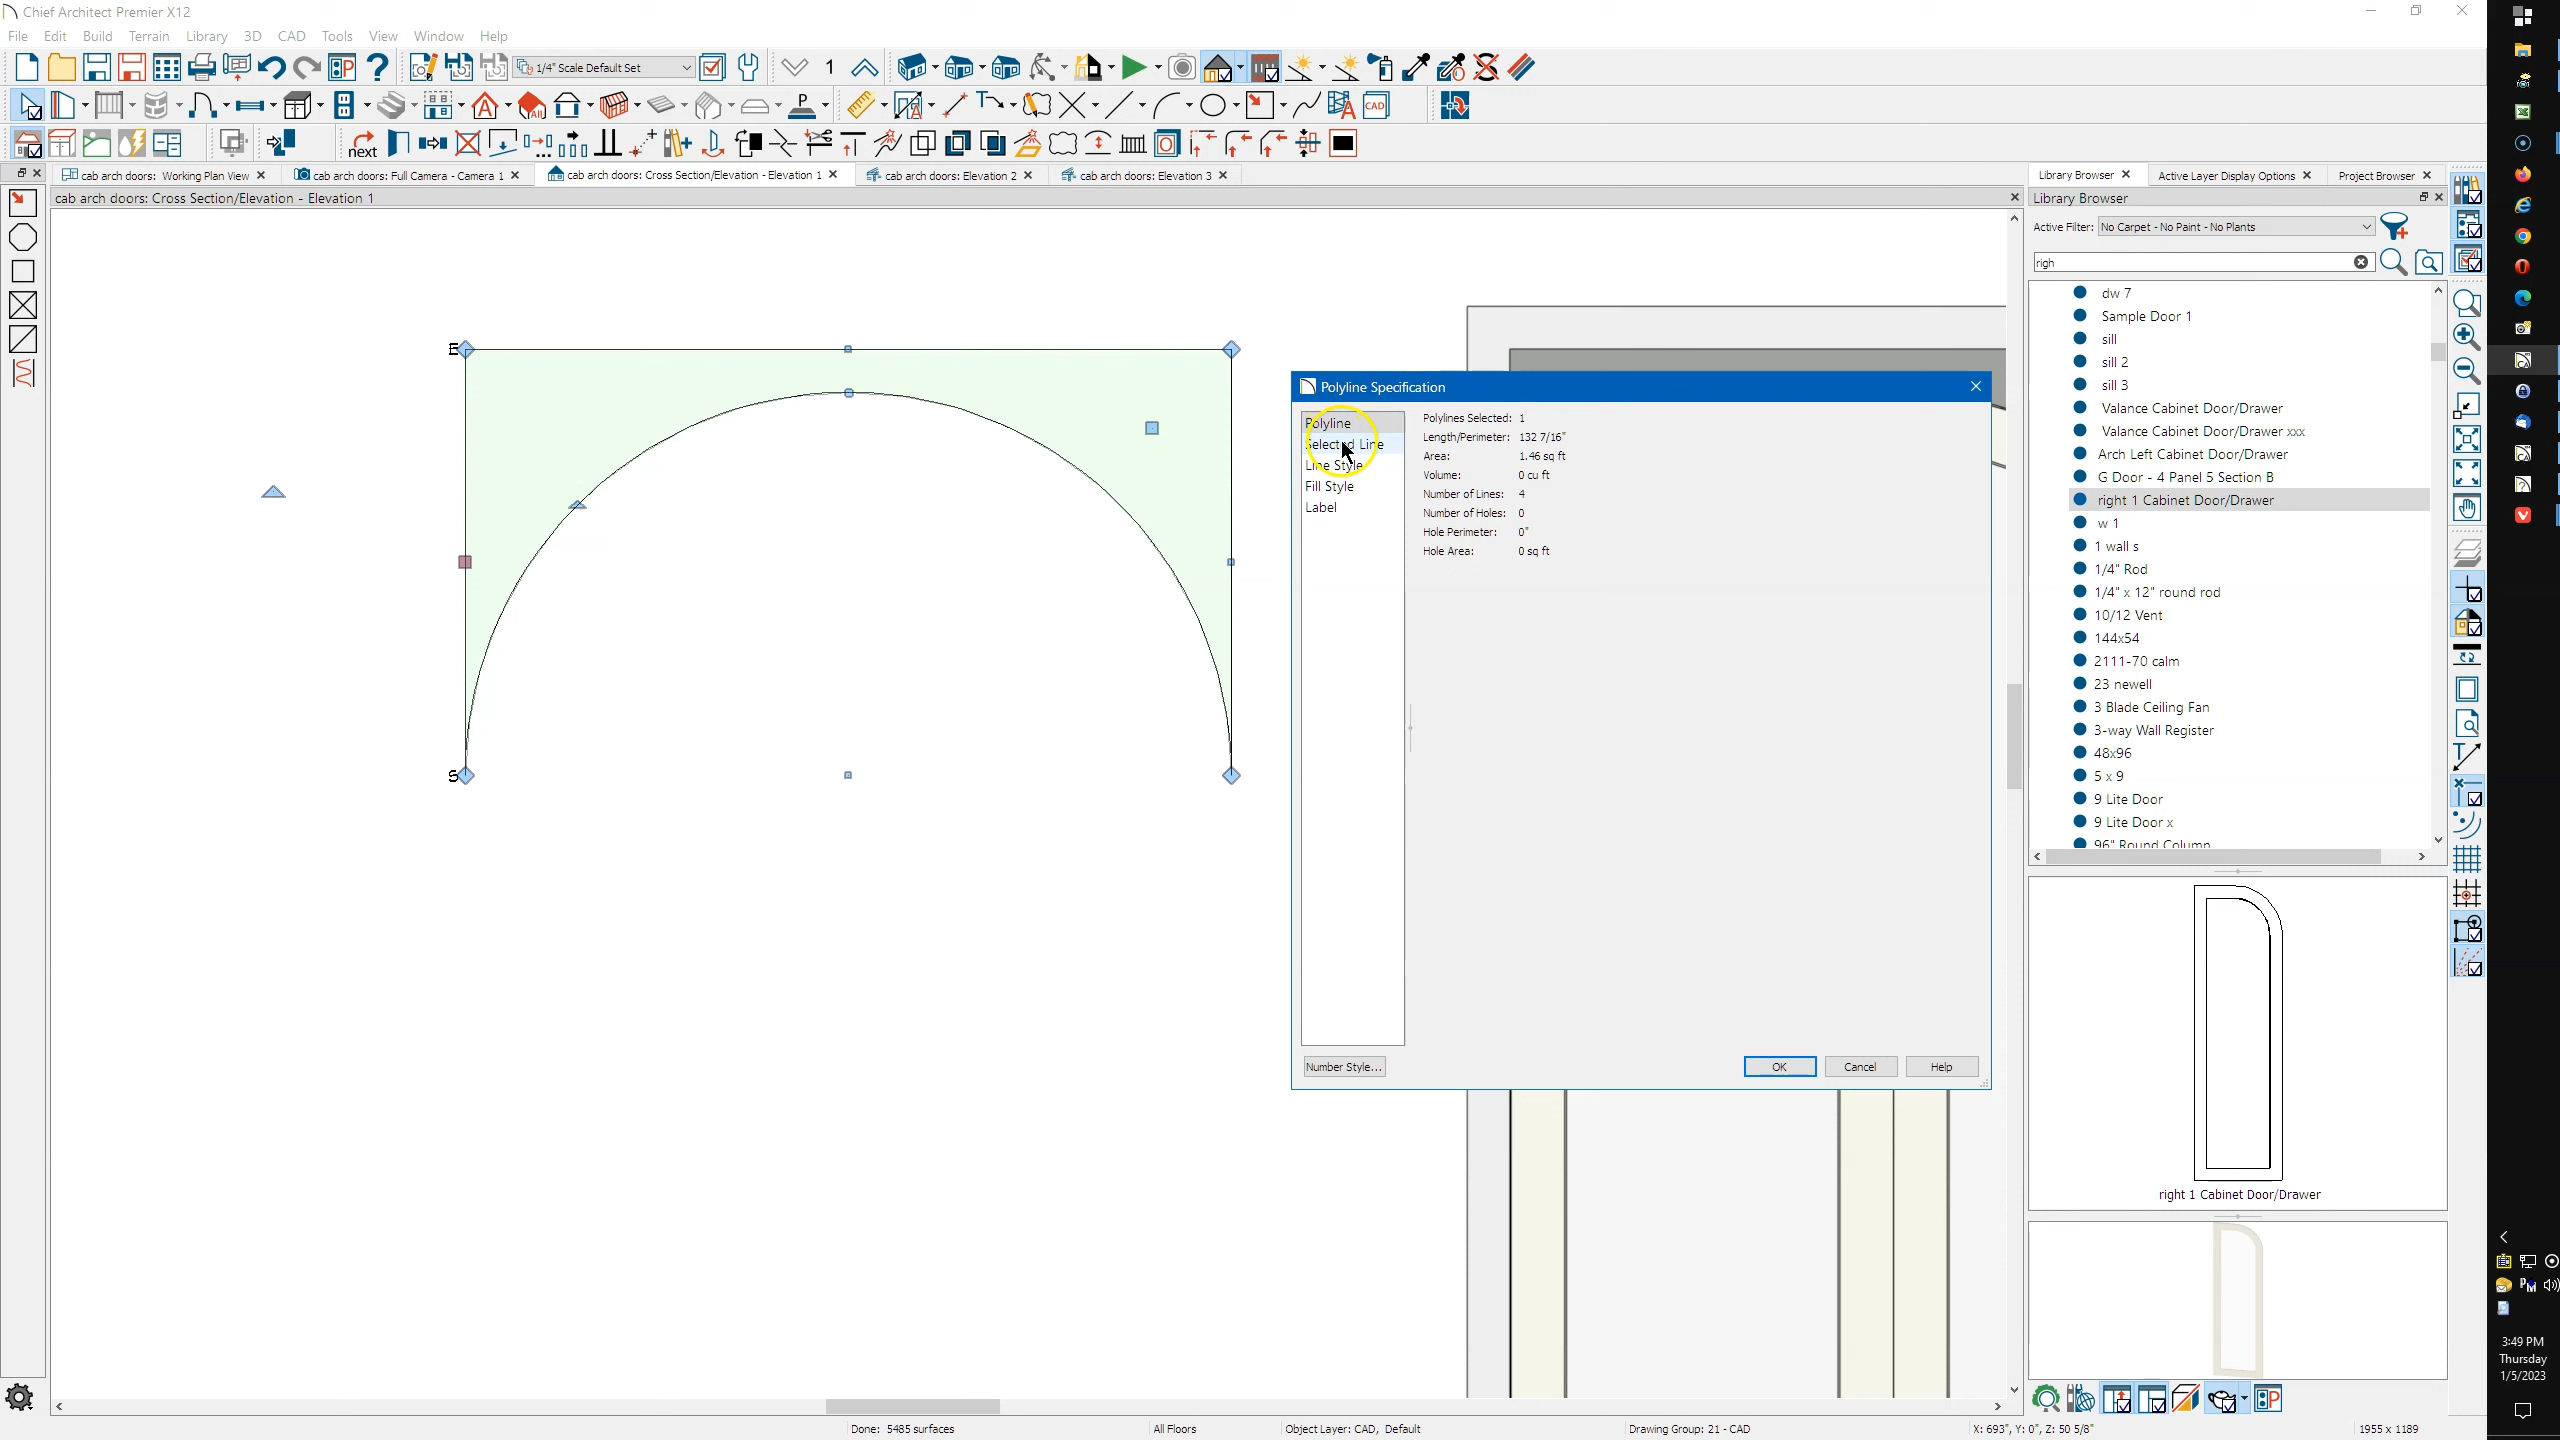 Chief Architect Premier X12
File Edit Build Terrain Library 3D CAD Tools View Window Help
1/4" Scale Default Set
1
All
P
CAD
next
cab arch doors: Working Plan View
cab arch doors: Full Camera - Camera 1
cab arch doors: Cross Section/Elevation - Elevation 1
cab arch doors: Elevation 2
cab arch doors: Elevation 3
Library Browser
Active Layer Display Options
Project Browser
cab arch doors: Cross Section/Elevation - Elevation 1
Library Browser
Active Filter: No Carpet - No Paint - No Plants
righ
dw 7
Sample Door 1
sill
sill 2
sill 3
Valance Cabinet Door/Drawer
Valance Cabinet Door/Drawer xxx
Arch Left Cabinet Door/Drawer
G Door - 4 Panel 5 Section B
right 1 Cabinet Door/Drawer
w 1
1 wall s
1/4" Rod
1/4" x 12" round rod
10/12 Vent
144x54
2111-70 calm
23 newell
3 Blade Ceiling Fan
3-way Wall Register
48x96
5 x 9
9 Lite Door
9 Lite Door x
96" Round Column
right 1 Cabinet Door/Drawer
E
S
Polyline Specification
Polyline
Selected Line
Line Style
Fill Style
Label
Polylines Selected: 1
Length/Perimeter: 132 7/16"
Area: 1.46 sq ft
Volume: 0 cu ft
Number of Lines: 4
Number of Holes: 0
Hole Perimeter: 0"
Hole Area: 0 sq ft
Number Style...
OK
Cancel
Help
3:49 PM
Thursday
1/5/2023
Done: 5485 surfaces
All Floors
Object Layer: CAD, Default
Drawing Group: 21 - CAD
X: 693", Y: 0", Z: 50 5/8"
1955 x 1189